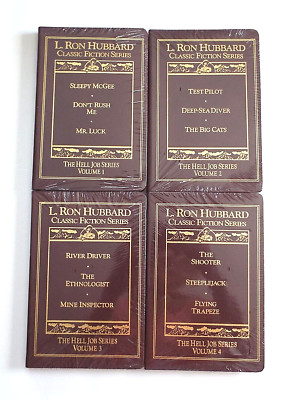 L. RON HUBBARD
CLASSIC FICTION SERIES
SLEEPY MCGEE
DON'T RUSH
ME
MR. LUCK
THE HELL JOB SERIES
VOLUME 1
L. RON HUBBARD
CLASSIC FICTION SERIES
TEST PILOT
DEEP-SEA DIVER
THE BIG CATS
THE HELL JOB SERIES
VOLUME 2
L. RON HUBBARD
CLASSIC FICTION SERIES
RIVER DRIVER
THE
ETHNOLOGIST
MINE INSPECTOR
THE HELL JOB SERIES
VOLUME 3
L. RON HUBBARD
CLASSIC FICTION SERIES
THE
SHOOTER
STEEPLEJACK
FLYING
TRAPEZE
THE HELL JOB SERIES
VOLUME 4